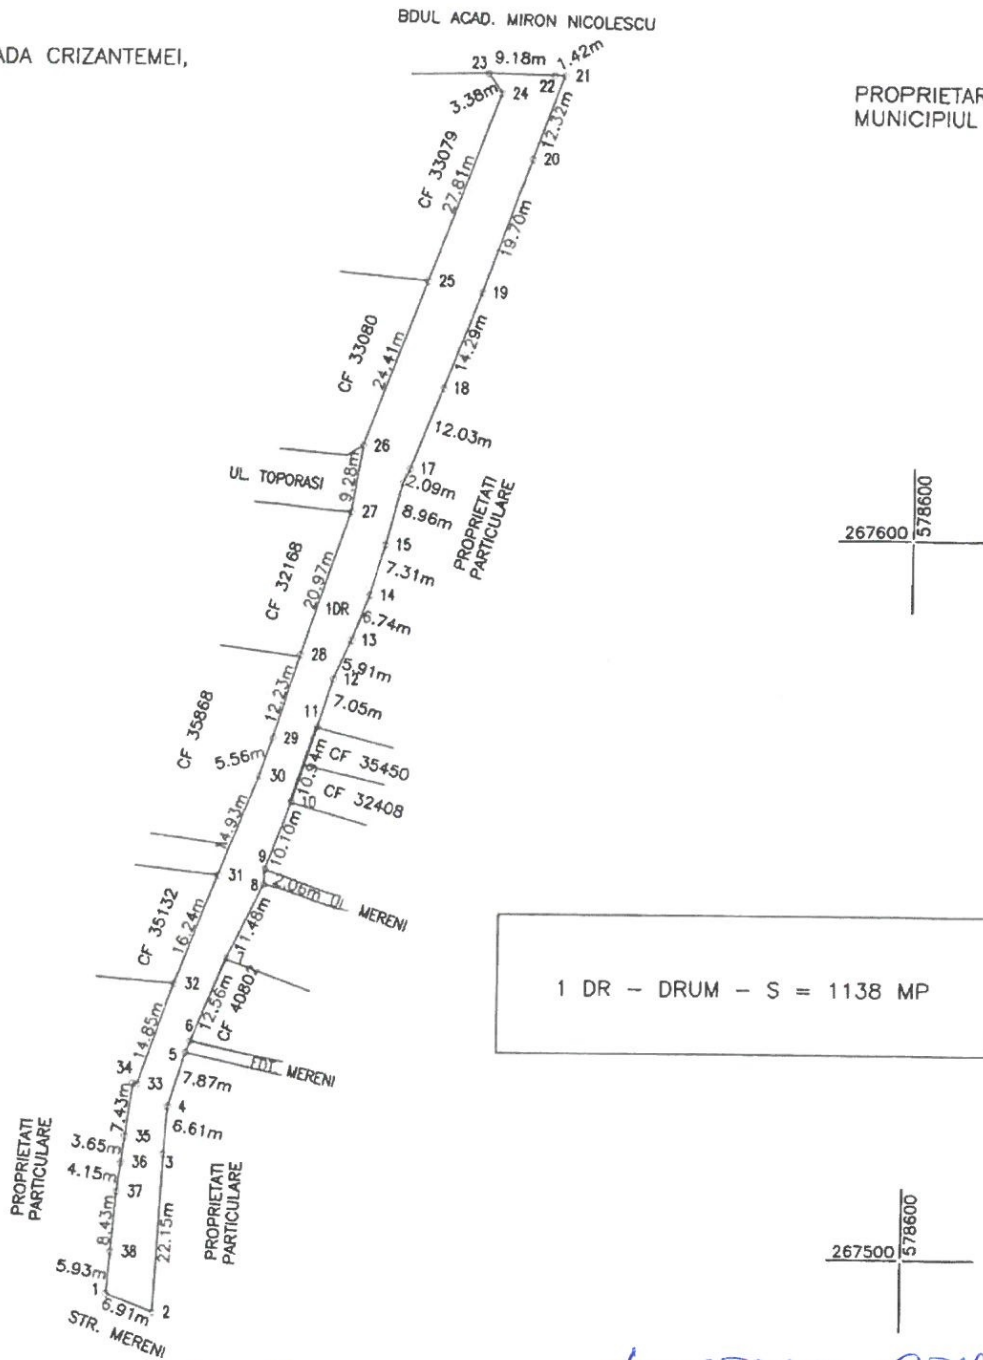 BDUL ACAD. MIRON NICOLESCU
ADA CRIZANTEMEI,
PROPRIETAR
MUNICIPIUL
23
9.18m
1.42m
22
21
3.38m
24
12.32m
20
CF 33079
27.81m
19.70m
25
19
CF 33080
24.41m
14.29m
18
12.03m
26
17
UL. TOPORASI
9.28m
2.09m
27
8.96m
PROPRIETATI
PARTICULARE
15
267600
578600
CF 32168
20.97m
7.31m
1DR
14
6.74m
13
28
5.91m
12
CF 35868
12.23m
7.05m
11
29
5.56m
10.94m
CF 35450
30
CF 32408
10
10.10m
9
31
8
2.06m
MERENI
CF 35132
16.24m
11.48m
7
32
12.56m
CF 40802
1 DR - DRUM - S = 1138 MP
14.85m
6
5
FDT. MERENI
34
33
7.87m
7.43m
4
6.61m
35
3.65m
36
3
4.15m
37
PROPRIETATI
PARTICULARE
PROPRIETATI
PARTICULARE
8.43m
22.15m
38
5.93m
1
6.91m
2
STR. MERENI
267500
578600